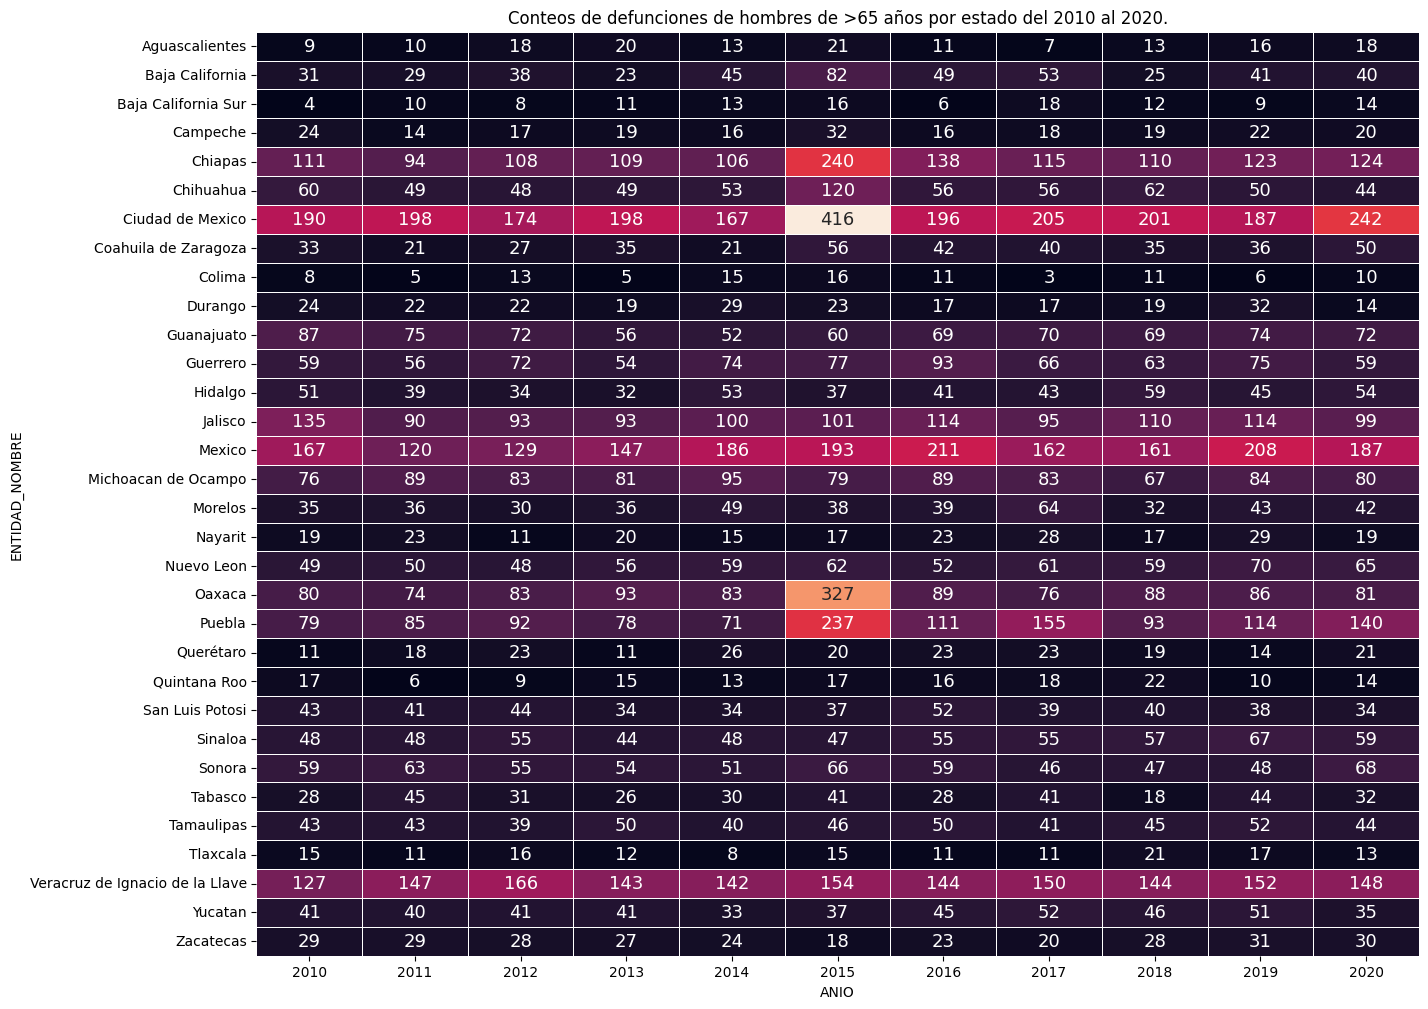 Conteos de defunciones de hombres de >65 años por estado del 2010 al 2020.
ENTIDAD_NOMBRE
Aguascalientes 9 10 18 20 13 21 11 7 13 16 18
Baja California 31 29 38 23 45 82 49 53 25 41 40
Baja California Sur 4 10 8 11 13 16 6 18 12 9 14
Campeche 24 14 17 19 16 32 16 18 19 22 20
Chiapas 111 94 108 109 106 240 138 115 110 123 124
Chihuahua 60 49 48 49 53 120 56 56 62 50 44
Ciudad de Mexico 190 198 174 198 167 416 196 205 201 187 242
Coahuila de Zaragoza 33 21 27 35 21 56 42 40 35 36 50
Colima 8 5 13 5 15 16 11 3 11 6 10
Durango 24 22 22 19 29 23 17 17 19 32 14
Guanajuato 87 75 72 56 52 60 69 70 69 74 72
Guerrero 59 56 72 54 74 77 93 66 63 75 59
Hidalgo 51 39 34 32 53 37 41 43 59 45 54
Jalisco 135 90 93 93 100 101 114 95 110 114 99
Mexico 167 120 129 147 186 193 211 162 161 208 187
Michoacan de Ocampo 76 89 83 81 95 79 89 83 67 84 80
Morelos 35 36 30 36 49 38 39 64 32 43 42
Nayarit 19 23 11 20 15 17 23 28 17 29 19
Nuevo Leon 49 50 48 56 59 62 52 61 59 70 65
Oaxaca 80 74 83 93 83 327 89 76 88 86 81
Puebla 79 85 92 78 71 237 111 155 93 114 140
Querétaro 11 18 23 11 26 20 23 23 19 14 21
Quintana Roo 17 6 9 15 13 17 16 18 22 10 14
San Luis Potosi 43 41 44 34 34 37 52 39 40 38 34
Sinaloa 48 48 55 44 48 47 55 55 57 67 59
Sonora 59 63 55 54 51 66 59 46 47 48 68
Tabasco 28 45 31 26 30 41 28 41 18 44 32
Tamaulipas 43 43 39 50 40 46 50 41 45 52 44
Tlaxcala 15 11 16 12 8 15 11 11 21 17 13
Veracruz de Ignacio de la Llave 127 147 166 143 142 154 144 150 144 152 148
Yucatan 41 40 41 41 33 37 45 52 46 51 35
Zacatecas 29 29 28 27 24 18 23 20 28 31 30
2010 2011 2012 2013 2014 2015 2016 2017 2018 2019 2020
ANIO